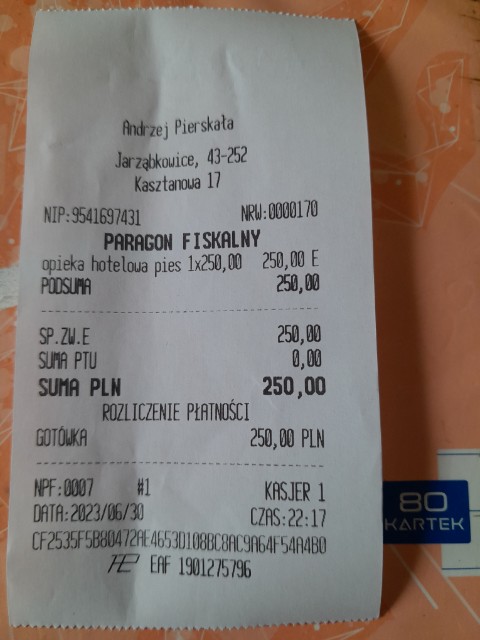 Andrzej Pierskała
Jarząbkowice, 43-252
Kasztanowa 17
NIP:9541697431 NRW:0000170
PARAGON FISKALNY
opieka hotelowa pies 1x250,00 250,00 E
PODSUMA 250,00
SP.ZW.E 250,00
SUMA PTU 0,00
SUMA PLN 250,00
ROZLICZENIE PŁATNOŚCI
GOTÓWKA 250,00 PLN
NPF:0007 #1 KASJER 1
DATA:2023/06/30 CZAS:22:17
CF2535F5B80472AE4653D108BC8AC9A64F54A4B0
EAF 1901275796
80
KARTEK